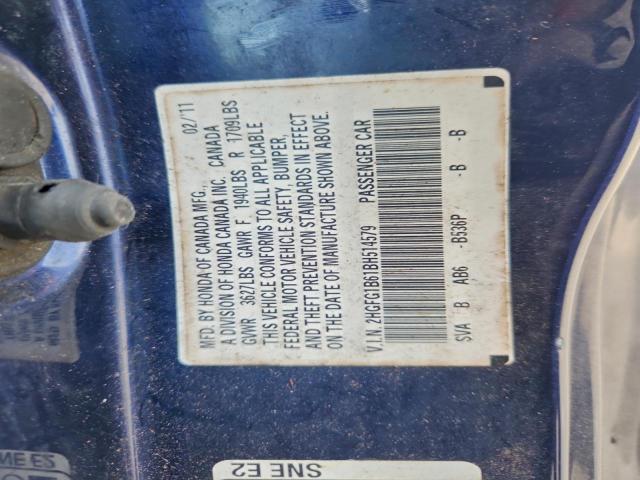 MFD. BY HONDA OF CANADA MFG., 02/11
A DIVISION OF HONDA CANADA INC. CANADA
GVWR 3627LBS GAWR F 1940LBS R 1709LBS
THIS VEHICLE CONFORMS TO ALL APPLICABLE
FEDERAL MOTOR VEHICLE SAFETY, BUMPER,
AND THEFT PREVENTION STANDARDS IN EFFECT
ON THE DATE OF MANUFACTURE SHOWN ABOVE.
V.I.N. 2HGFG1B61BH514579 PASSENGER CAR
SVA B AB6 -B536P -B -B
SNE E2
NE E2